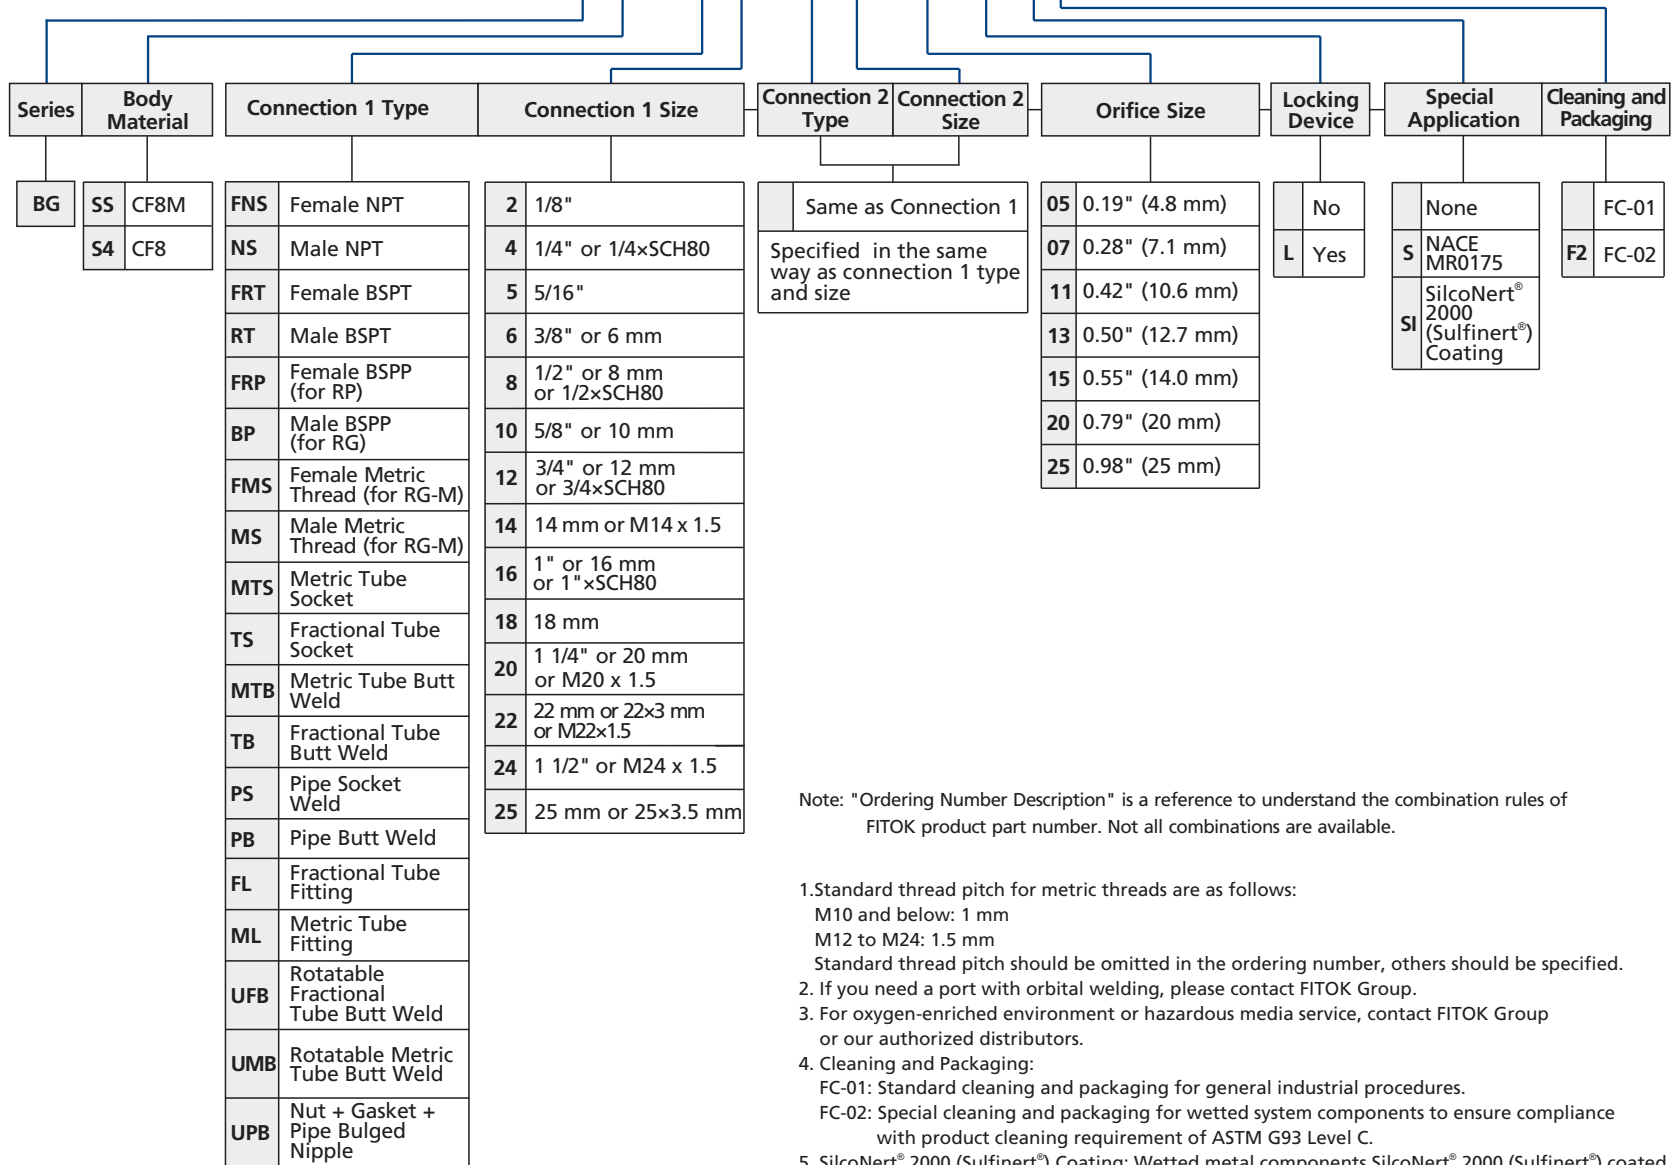 Series
Body
Material
Connection 1 Type
Connection 1 Size
Connection 2
Type
Connection 2
Size
Orifice Size
Locking
Device
Special
Application
Cleaning and
Packaging
BG
SS CF8M
S4 CF8
FNS Female NPT
NS Male NPT
FRT Female BSPT
RT Male BSPT
FRP Female BSPP
(for RP)
BP Male BSPP
(for RG)
FMS Female Metric
Thread (for RG-M)
MS Male Metric
Thread (for RG-M)
MTS Metric Tube
Socket
TS Fractional Tube
Socket
MTB Metric Tube Butt
Weld
TB Fractional Tube
Butt Weld
PS Pipe Socket
Weld
PB Pipe Butt Weld
FL Fractional Tube
Fitting
ML Metric Tube
Fitting
UFB Rotatable
Fractional
Tube Butt Weld
UMB Rotatable Metric
Tube Butt Weld
UPB Nut + Gasket +
Pipe Bulged
Nipple
2 1/8"
4 1/4" or 1/4×SCH80
5 5/16"
6 3/8" or 6 mm
8 1/2" or 8 mm
or 1/2×SCH80
10 5/8" or 10 mm
12 3/4" or 12 mm
or 3/4×SCH80
14 14 mm or M14 x 1.5
16 1" or 16 mm
or 1"×SCH80
18 18 mm
20 1 1/4" or 20 mm
or M20 x 1.5
22 22 mm or 22×3 mm
or M22×1.5
24 1 1/2" or M24 x 1.5
25 25 mm or 25×3.5 mm
Same as Connection 1
Specified in the same
way as connection 1 type
and size
05 0.19" (4.8 mm)
07 0.28" (7.1 mm)
11 0.42" (10.6 mm)
13 0.50" (12.7 mm)
15 0.55" (14.0 mm)
20 0.79" (20 mm)
25 0.98" (25 mm)
No
L Yes
None
S NACE
MR0175
SI SilcoNert®
2000
(Sulfinert®)
Coating
FC-01
F2 FC-02
Note: "Ordering Number Description" is a reference to understand the combination rules of
FITOK product part number. Not all combinations are available.
1.Standard thread pitch for metric threads are as follows:
M10 and below: 1 mm
M12 to M24: 1.5 mm
Standard thread pitch should be omitted in the ordering number, others should be specified.
2. If you need a port with orbital welding, please contact FITOK Group.
3. For oxygen-enriched environment or hazardous media service, contact FITOK Group
or our authorized distributors.
4. Cleaning and Packaging:
FC-01: Standard cleaning and packaging for general industrial procedures.
FC-02: Special cleaning and packaging for wetted system components to ensure compliance
with product cleaning requirement of ASTM G93 Level C.
5. SilcoNert® 2000 (Sulfinert®) Coating: Wetted metal components SilcoNert® 2000 (Sulfinert®) coated